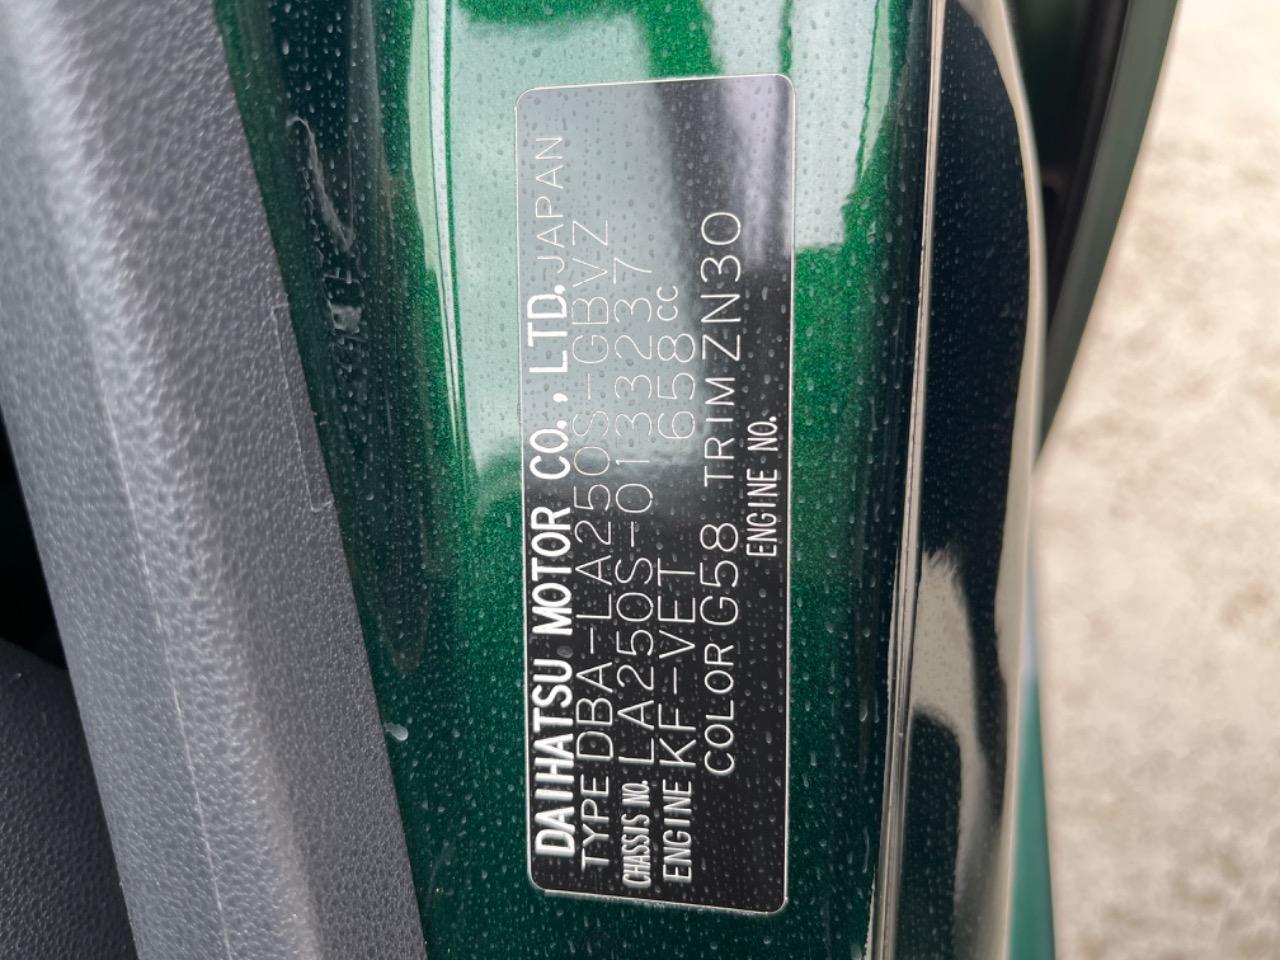 DAIHATSU MOTOR CO., LTD. JAPAN
TYPE DBA-LA250S-GBVZ
CHASSIS NO. LA250S-0133237
ENGINE KF-VET 658cc
COLOR G58 TRIM ZN30
ENGINE NO.